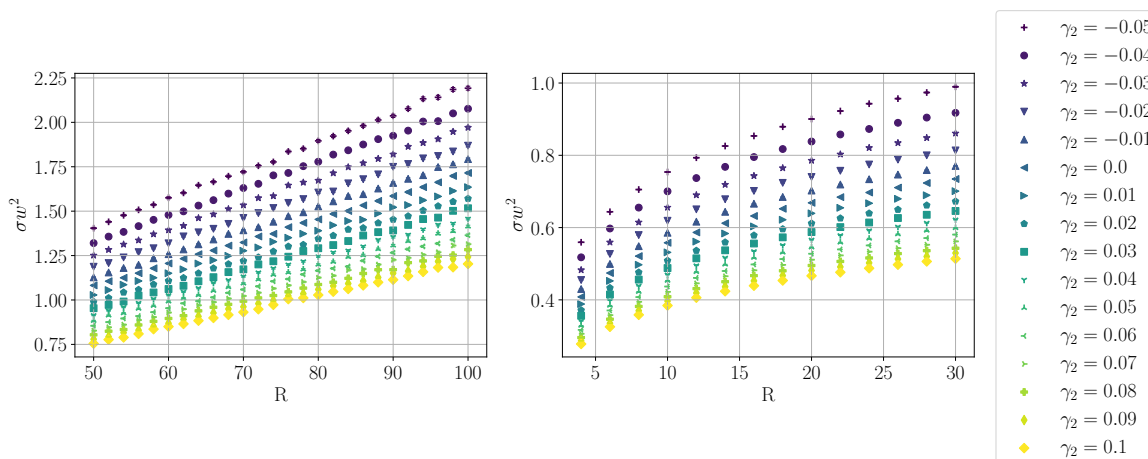 2.25
2.00
1.75
1.50
1.25
1.00
0.75
σw²
50
60
70
80
90
100
R
1.0
0.8
0.6
0.4
σw²
5
10
15
20
25
30
R
γ₂ = −0.05
γ₂ = −0.04
γ₂ = −0.03
γ₂ = −0.02
γ₂ = −0.01
γ₂ = 0.0
γ₂ = 0.01
γ₂ = 0.02
γ₂ = 0.03
γ₂ = 0.04
γ₂ = 0.05
γ₂ = 0.06
γ₂ = 0.07
γ₂ = 0.08
γ₂ = 0.09
γ₂ = 0.1